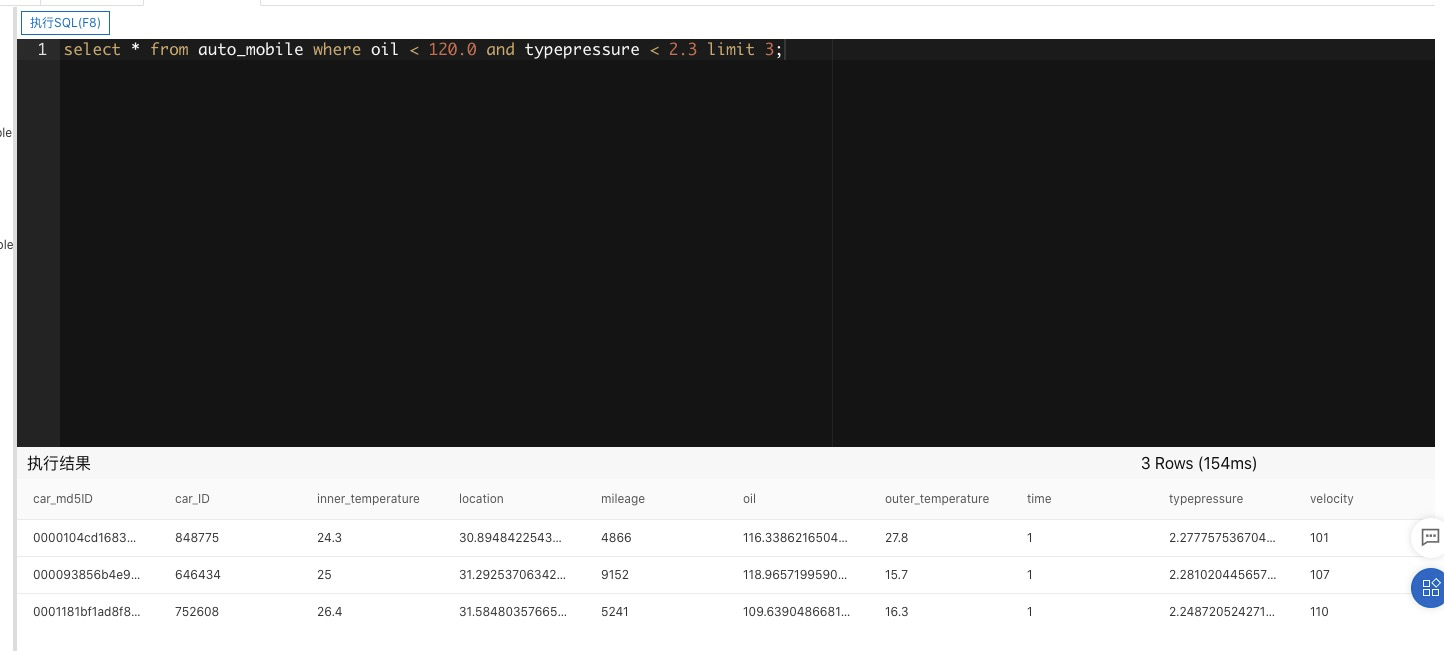 执行SQL(F8)
1 select * from auto_mobile where oil < 120.0 and typepressure < 2.3 limit 3;
ble
ble
执行结果 3 Rows (154ms)
car_md5ID car_ID inner_temperature location mileage oil outer_temperature time typepressure velocity
0000104cd1683... 848775 24.3 30.8948422543... 4866 116.3386216504... 27.8 1 2.277757536704... 101
000093856b4e9... 646434 25 31.29253706342... 9152 118.9657199590... 15.7 1 2.281020445657... 107
0001181bf1ad8f8... 752608 26.4 31.58480357665... 5241 109.6390486681... 16.3 1 2.248720524271... 110